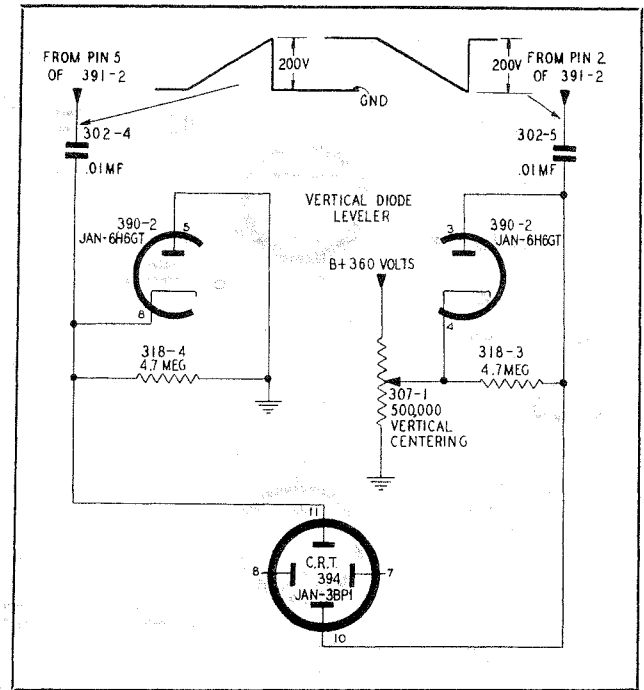 FROM PIN 5
OF 391-2
200V
GND
200V
FROM PIN 2
OF 391-2
302-4
.01MF
302-5
.01MF
VERTICAL DIODE
LEVELER
390-2
JAN-6H6GT
5
8
3
390-2
JAN-6H6GT
4
B+360 VOLTS
318-4
4.7MEG
318-3
4.7MEG
307-1
500,000
VERTICAL
CENTERING
11
8
C.R.T.
394
JAN-3BP1
7
10